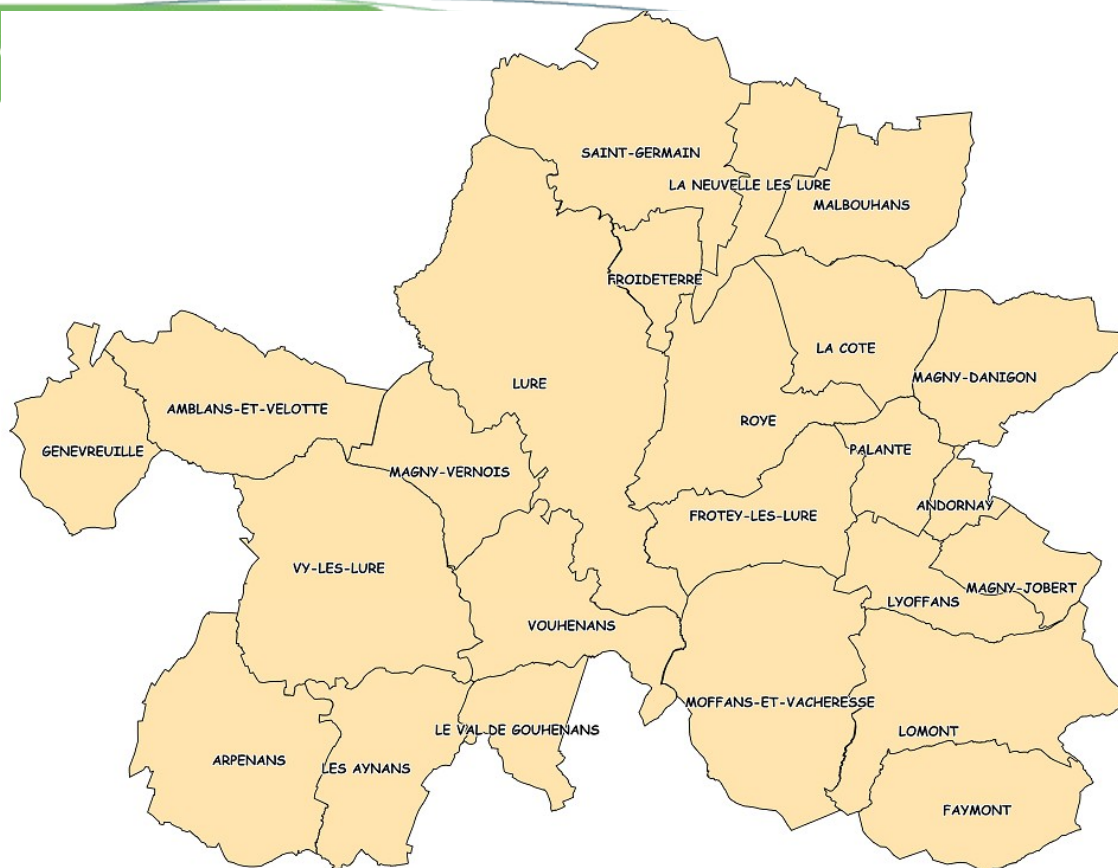 SAINT-GERMAIN
LA NEUVELLE LES LURE
MALBOUHANS
FROIDETERRE
LA COTE
MAGNY-DANIGON
LURE
AMBLANS-ET-VELOTTE
ROYE
GENEVREUILLE
PALANTE
MAGNY-VERNOIS
ANDORNAY
FROTEY-LES-LURE
VY-LES-LURE
MAGNY-JOBERT
LYOFFANS
VOUHENANS
MOFFANS-ET-VACHERESSE
LE VAL DE GOUHENANS
LOMONT
ARPENANS
LES AYNANS
FAYMONT